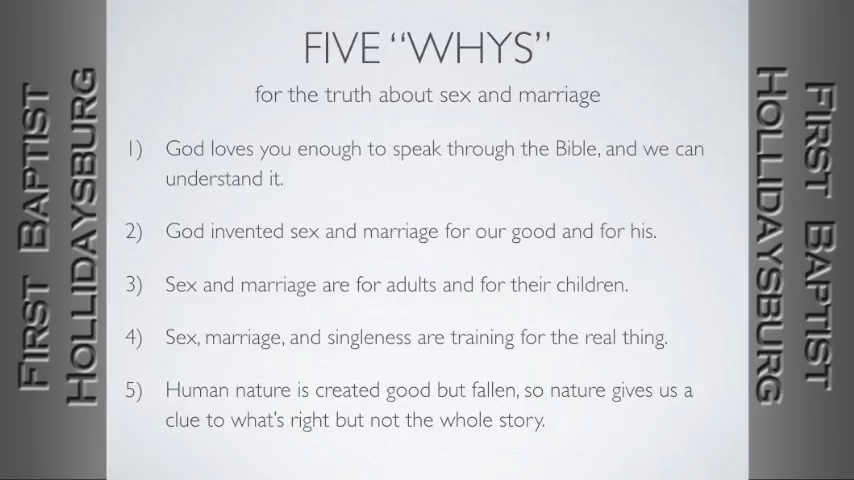 FIVE “WHYS”
for the truth about sex and marriage
1) God loves you enough to speak through the Bible, and we can
understand it.
2) God invented sex and marriage for our good and for his.
3) Sex and marriage are for adults and for their children.
4) Sex, marriage, and singleness are training for the real thing.
5) Human nature is created good but fallen, so nature gives us a
clue to what’s right but not the whole story.
First Baptist
Hollidaysburg
First Baptist
Hollidaysburg